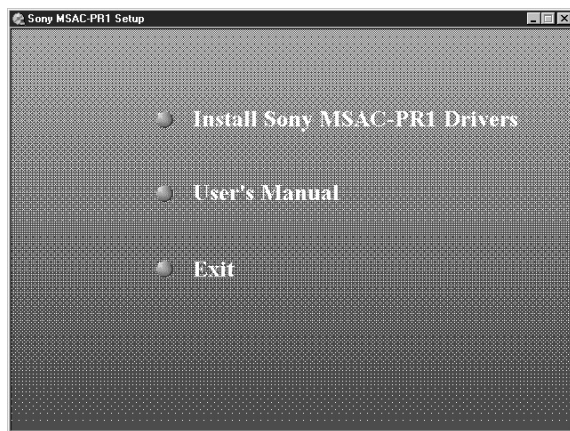 Sony MSAC-PR1 Setup
Install Sony MSAC-PR1 Drivers
User's Manual
Exit